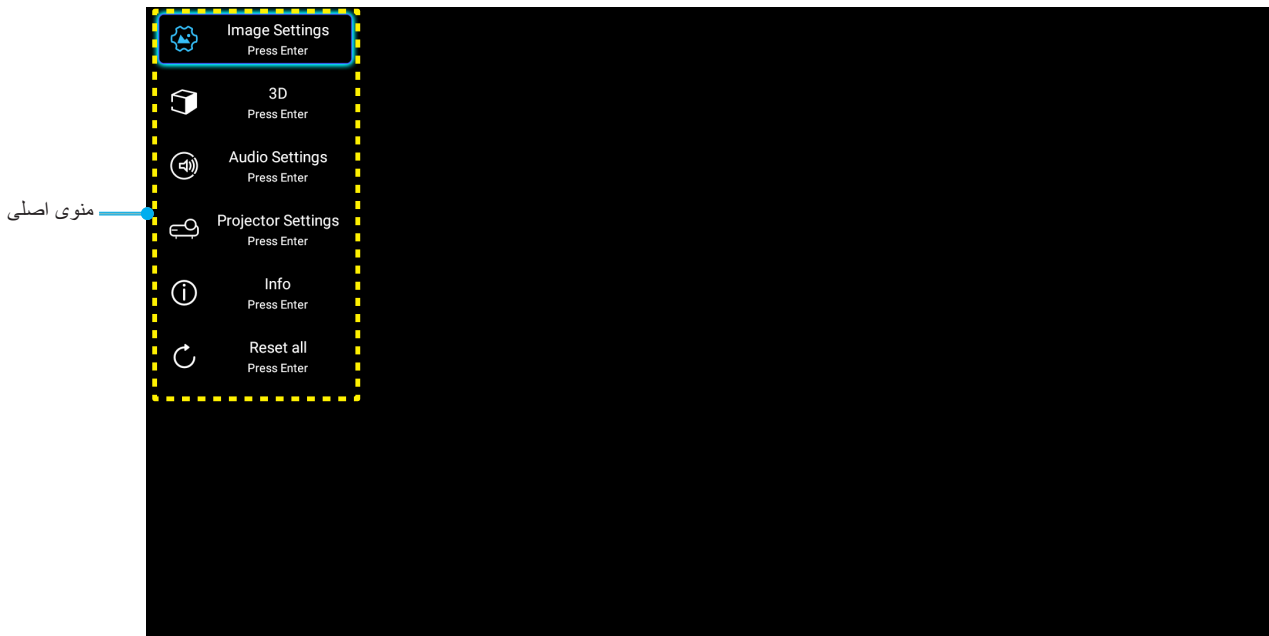 Image Settings
Press Enter
3D
Press Enter
Audio Settings
Press Enter
منوی اصلی
Projector Settings
Press Enter
Info
Press Enter
Reset all
Press Enter